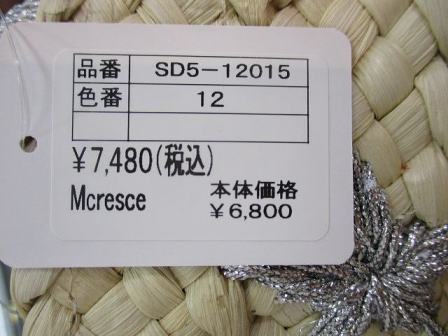 品番 SD5-12015
色番 12
¥7,480(税込)
Mcresce
本体価格
¥6,800